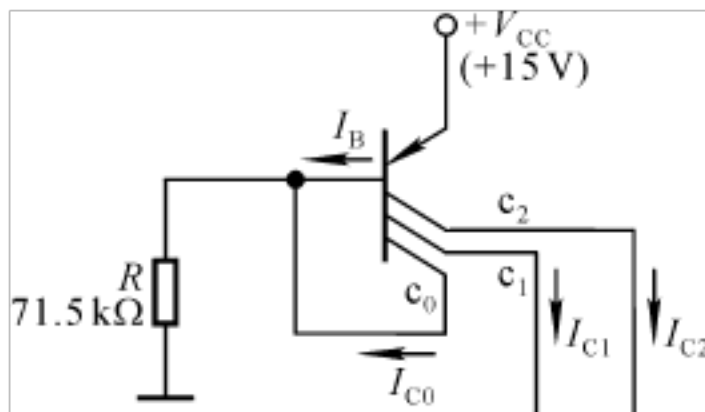 +V_CC
(+15 V)
I_B
c_2
R
71.5 kΩ
c_0
c_1
I_C1
I_C2
I_C0